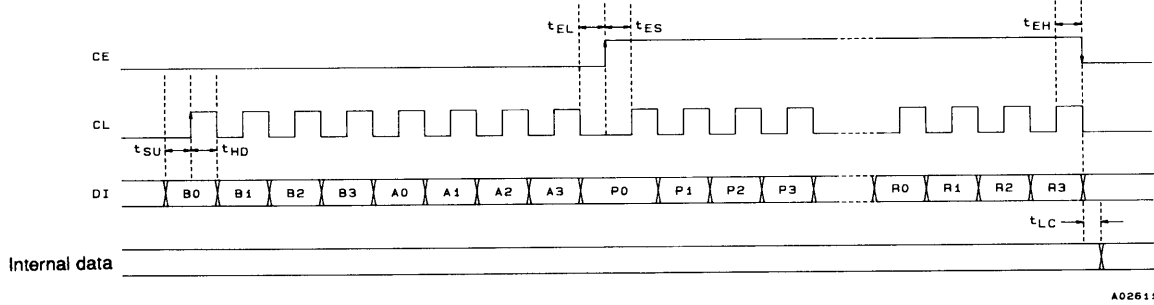 tEL tES tEH
CE
CL
tSU tHD
DI B0 B1 B2 B3 A0 A1 A2 A3 P0 P1 P2 P3 R0 R1 R2 R3
tLC
Internal data
A02611